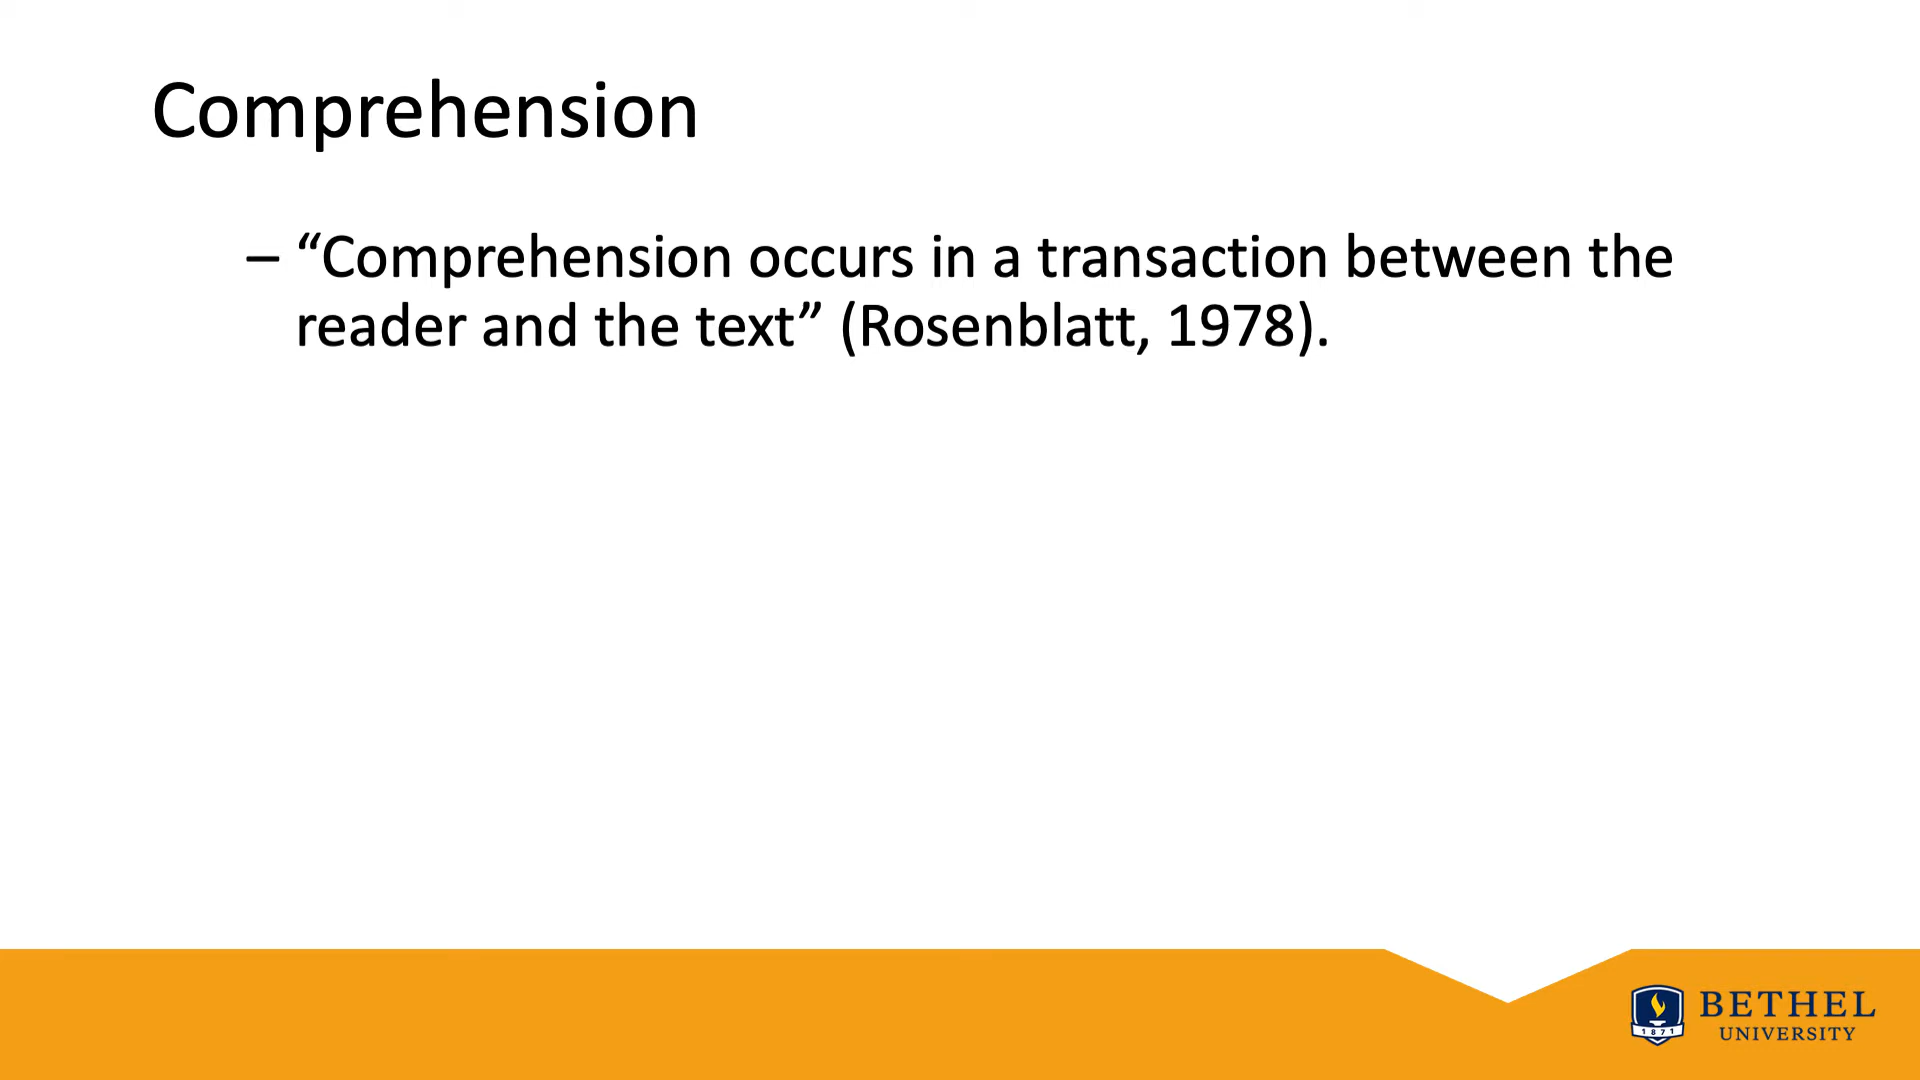 Comprehension
– “Comprehension occurs in a transaction between the
reader and the text” (Rosenblatt, 1978).
1871
BETHEL
UNIVERSITY